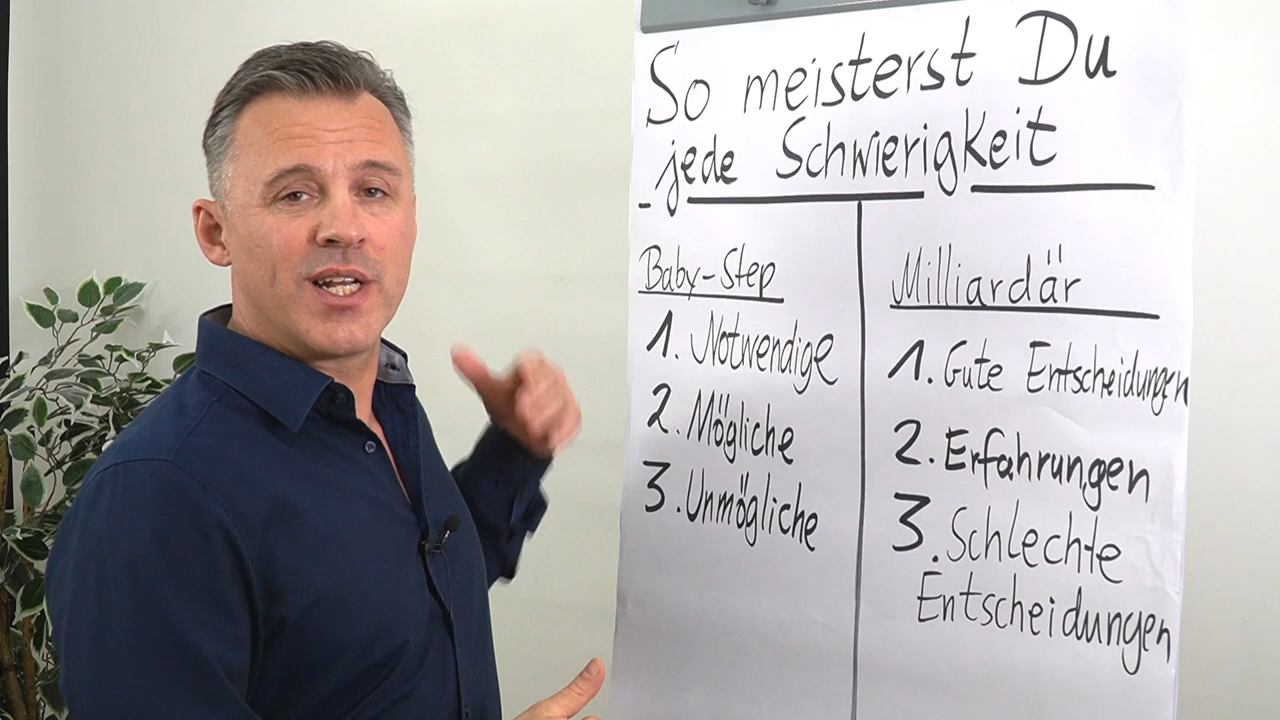 So meisterst Du
jede Schwierigkeit
Baby-Step
1. Notwendige
2. Mögliche
3. Unmögliche
Milliardär
1. Gute Entscheidungen
2. Erfahrungen
3. Schlechte
Entscheidungen